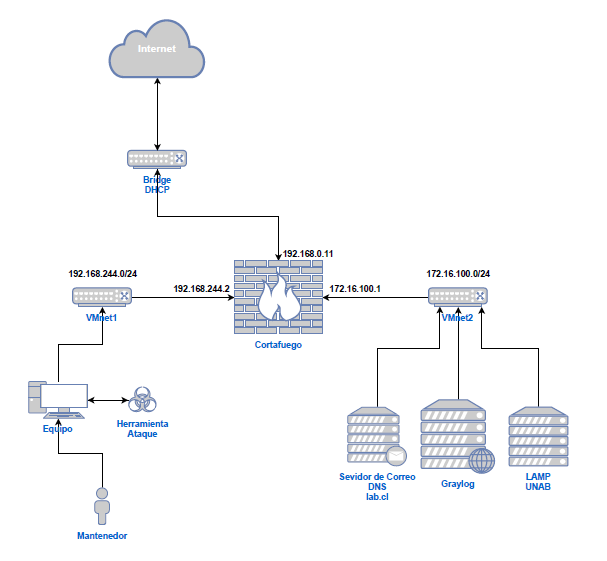 Internet
Bridge
DHCP
192.168.0.11
192.168.244.0/24
172.16.100.0/24
192.168.244.2
172.16.100.1
VMnet1
VMnet2
Cortafuego
Equipo
Herramienta
Ataque
Sevidor de Correo
DNS
lab.cl
Graylog
LAMP
UNAB
Mantenedor